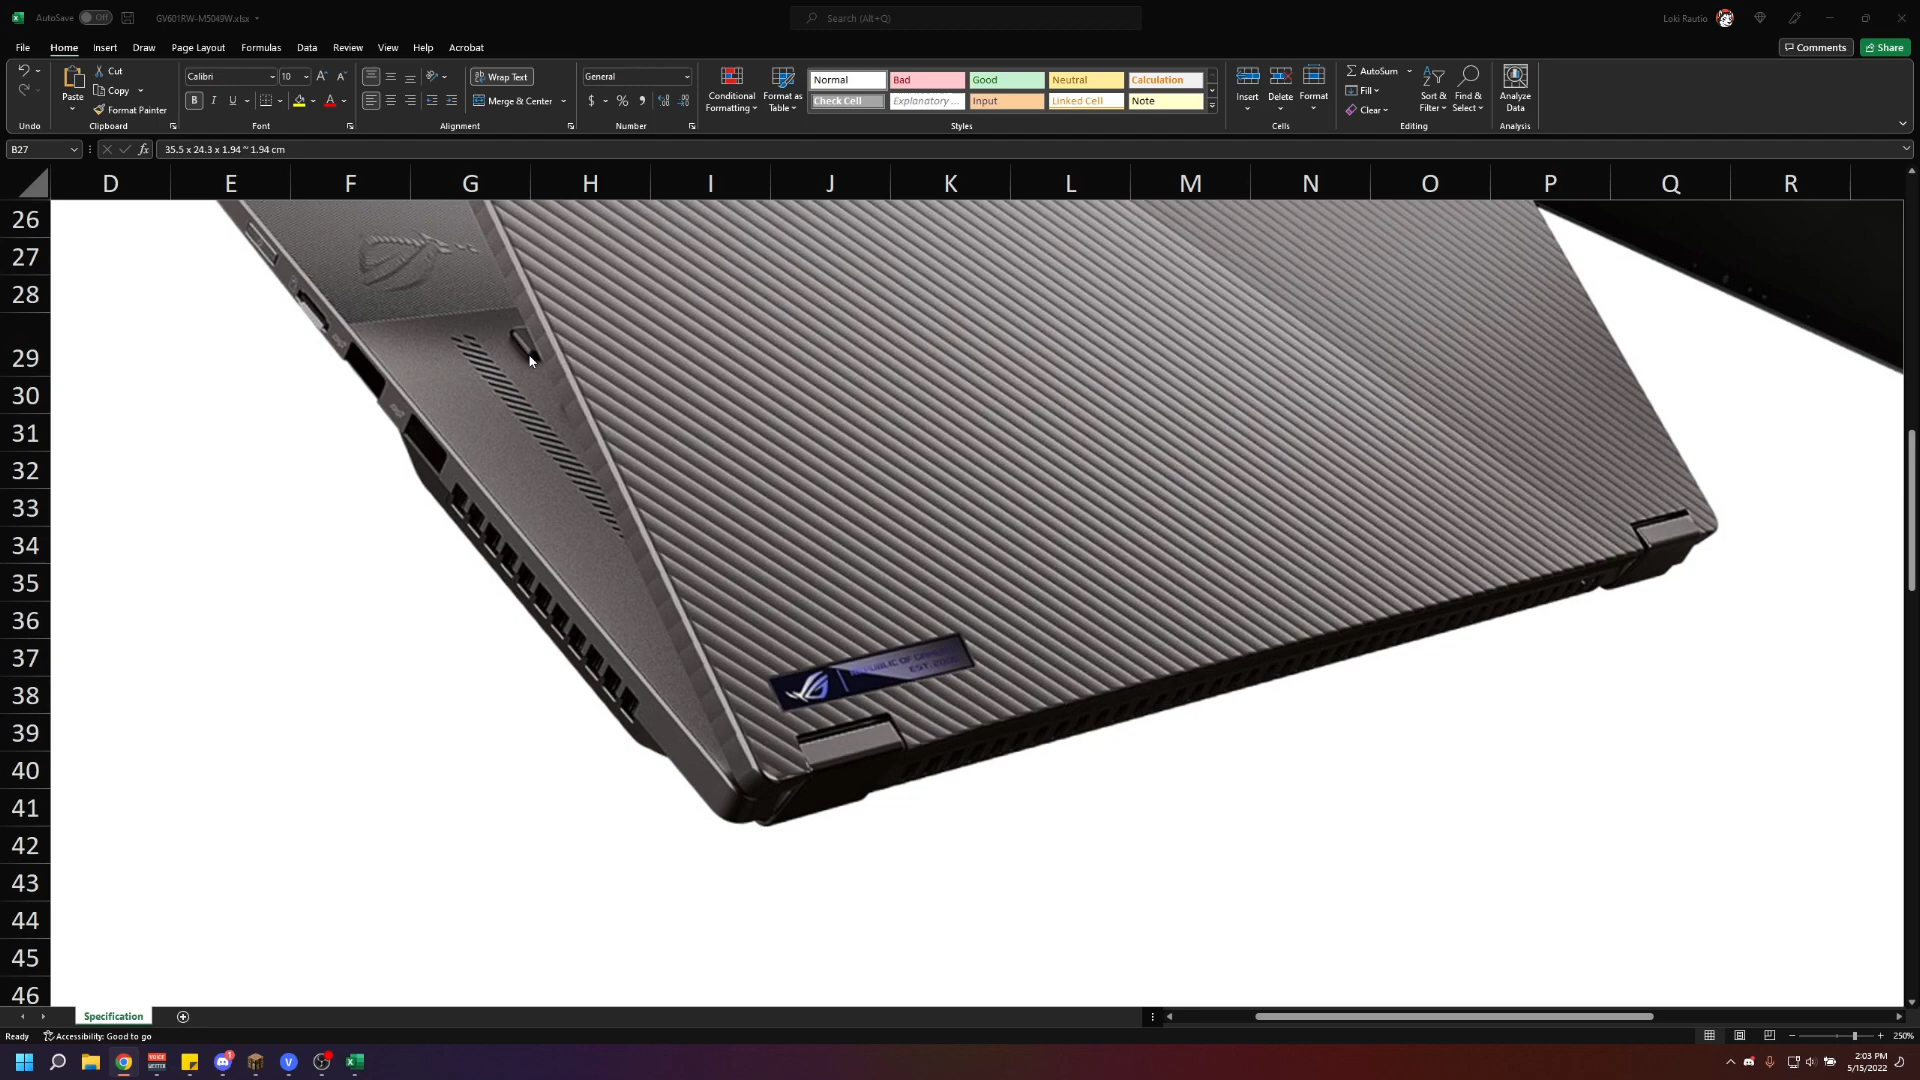 AutoSave Off GV601RW-M5049W.xlsx Search (Alt+Q) Loki Rautio
File Home Insert Draw Page Layout Formulas Data Review View Help Acrobat Comments Share
Undo
Paste
Cut
Copy
Format Painter
Clipboard
Calibri 10
B I U
Font
Wrap Text
Merge & Center
Alignment
General
$ % ,
Number
Conditional Formatting
Format as Table
Normal Bad Good Neutral Calculation
Check Cell Explanatory ... Input Linked Cell Note
Styles
Insert Delete Format
Cells
AutoSum
Fill
Clear
Sort & Filter
Find & Select
Editing
Analyze Data
Analysis
B27 fx 35.5 x 24.3 x 1.94 ~ 1.94 cm
D E F G H I J K L M N O P Q R
26
27
28
29
30
31
32
33
34
35
36
37
38
39
40
41
42
43
44
45
46
REPUBLIC OF GAMERS
EST. 2006
Specification
Ready Accessibility: Good to go 250%
2:03 PM
5/15/2022